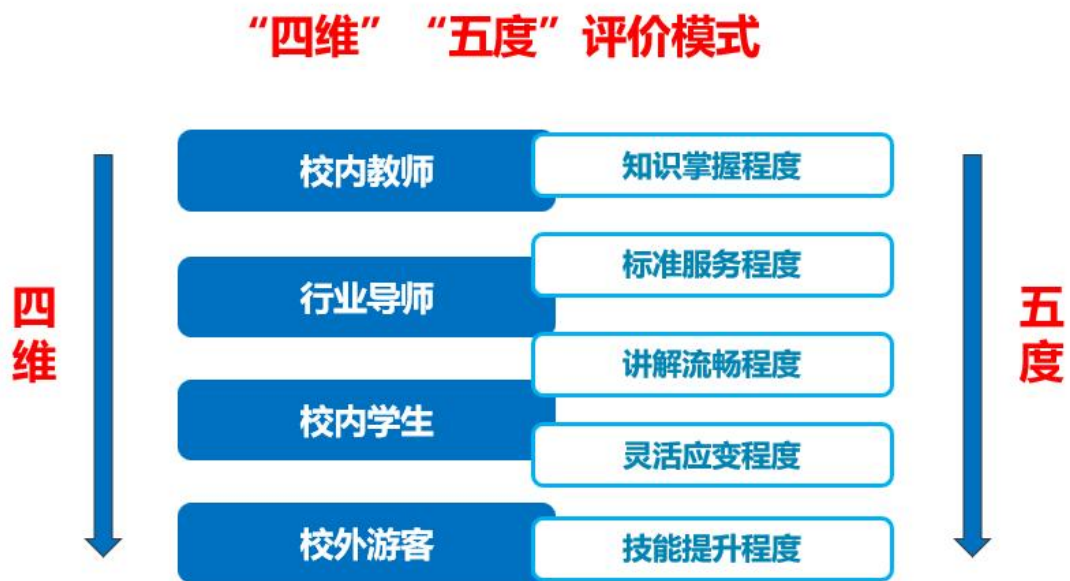 “四维”“五度”评价模式
四维
校内教师
行业导师
校内学生
校外游客
知识掌握程度
标准服务程度
讲解流畅程度
灵活应变程度
技能提升程度
五度